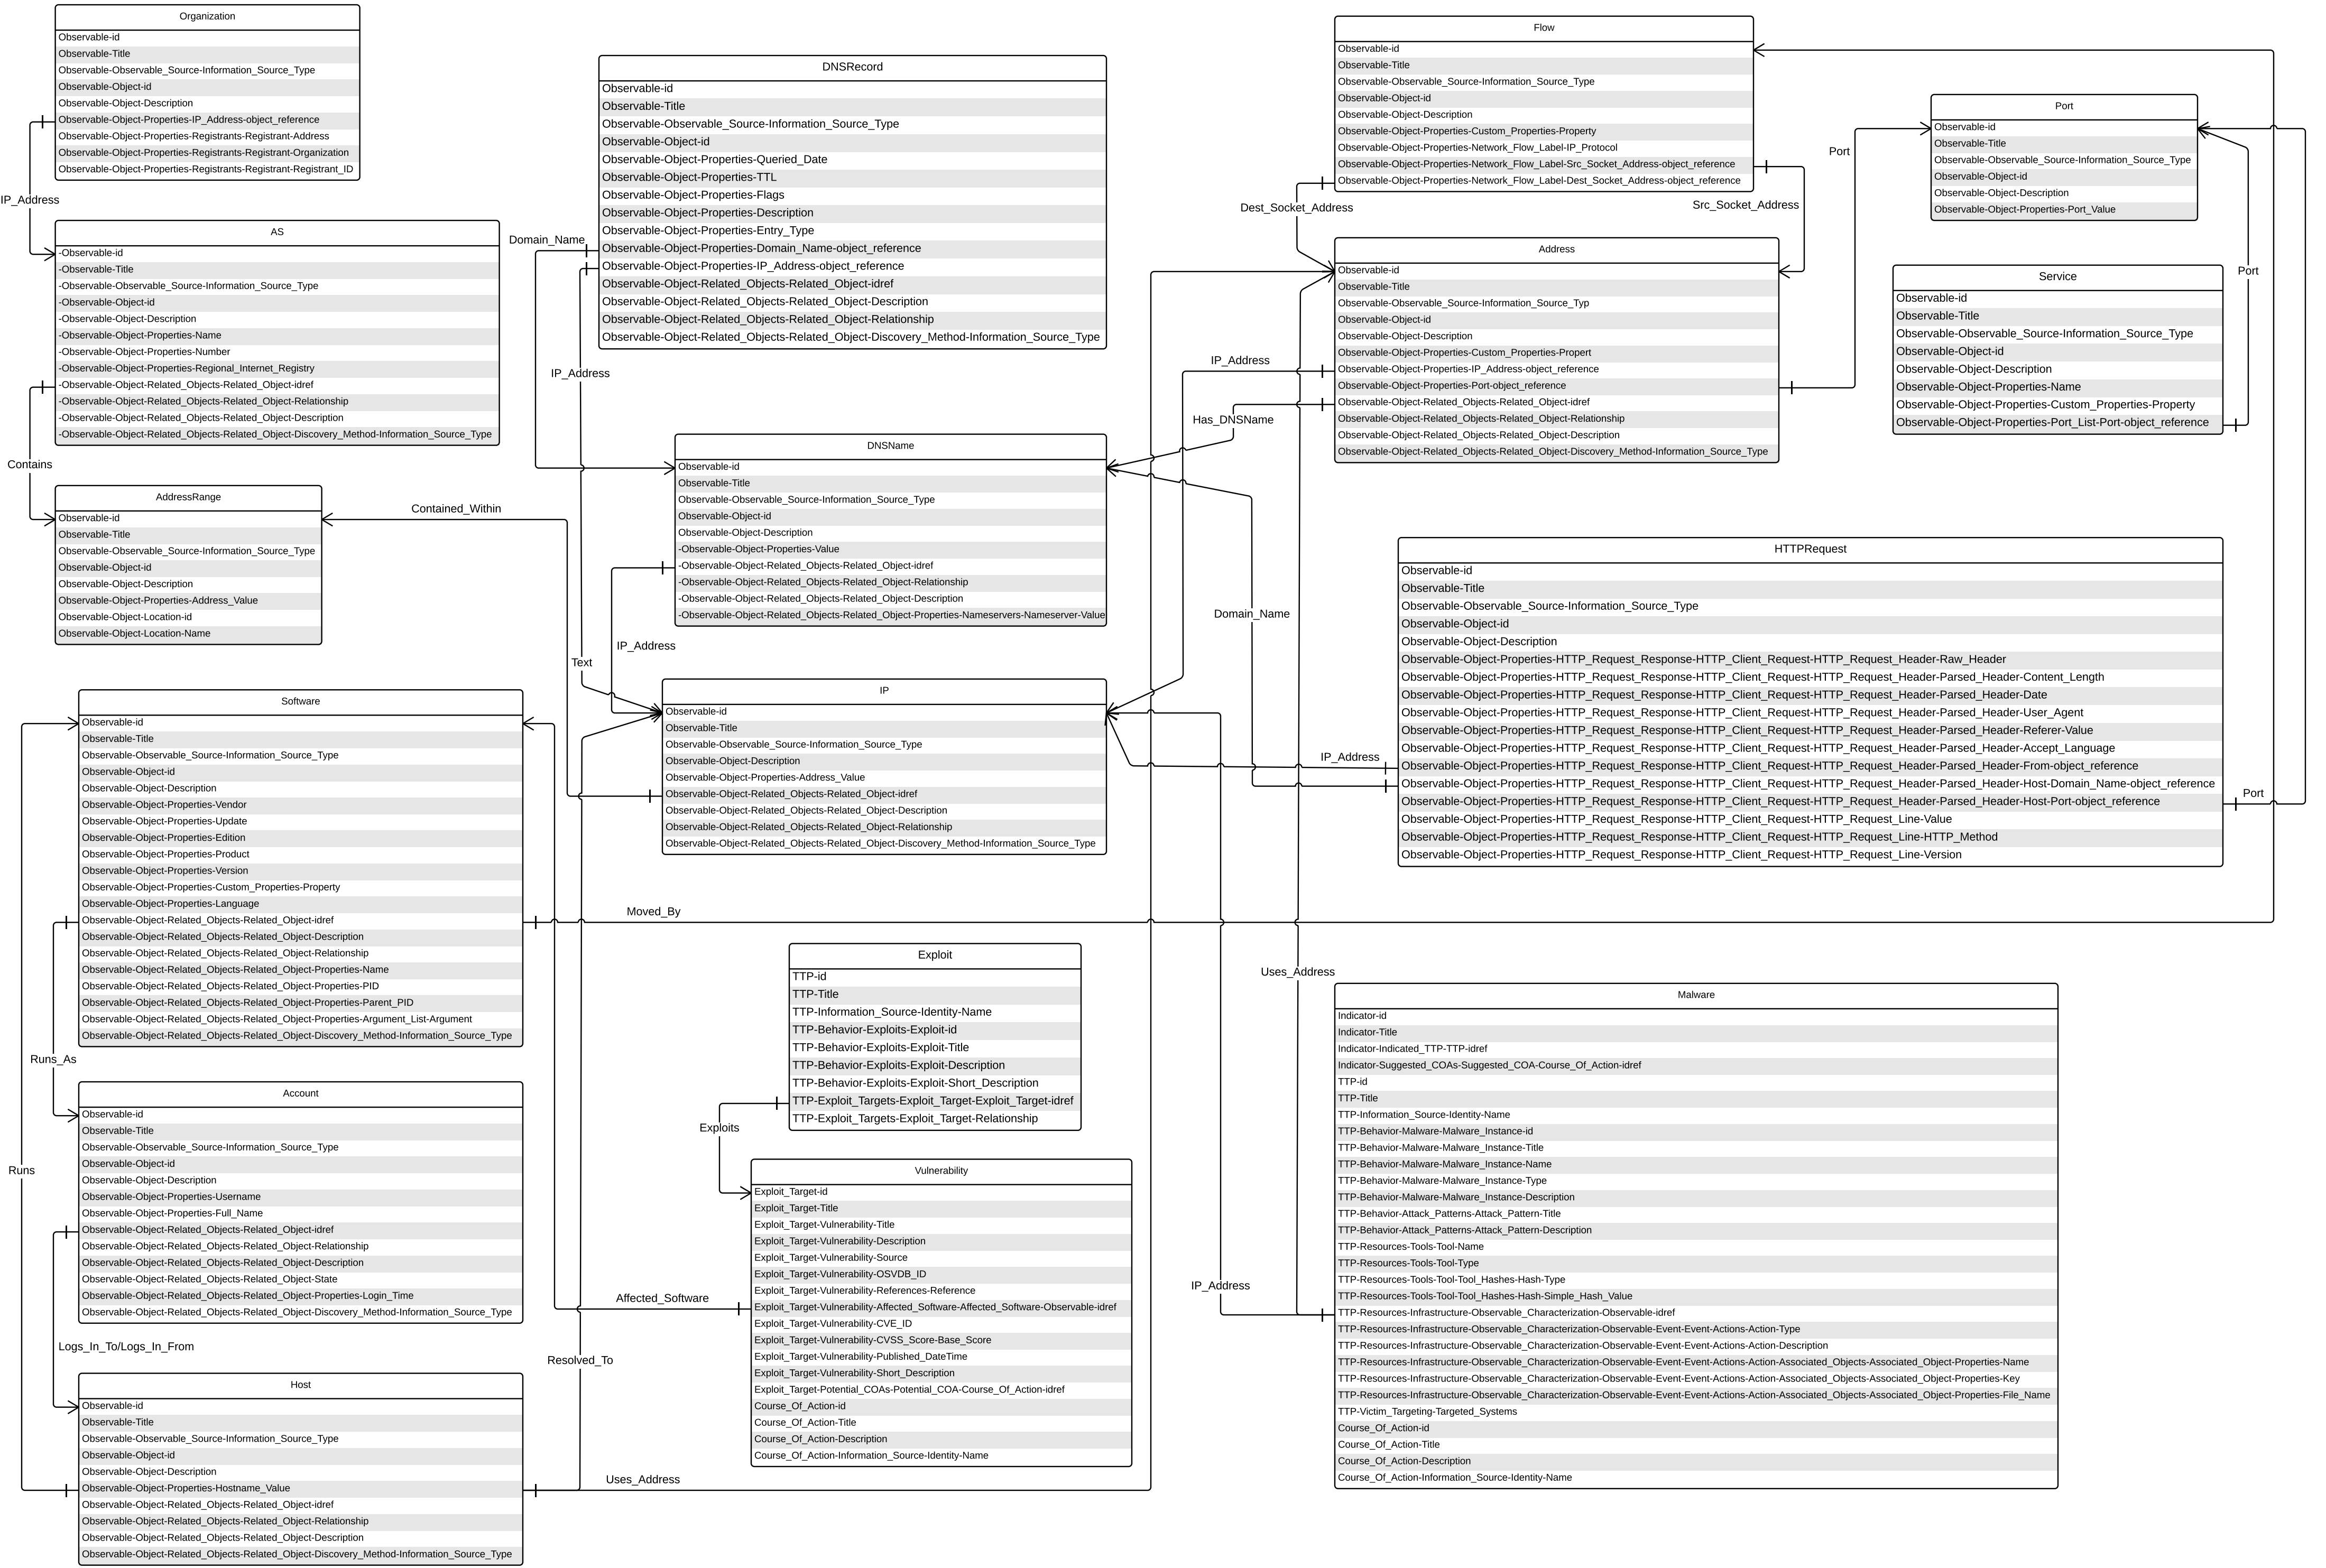 Organization
Observable-id
Observable-Title
Observable-Observable_Source-Information_Source_Type
Observable-Object-id
Observable-Object-Description
Observable-Object-Properties-IP_Address-object_reference
Observable-Object-Properties-Registrants-Registrant-Address
Observable-Object-Properties-Registrants-Registrant-Organization
Observable-Object-Properties-Registrants-Registrant-Registrant_ID
IP_Address
AS
-Observable-id
-Observable-Title
-Observable-Observable_Source-Information_Source_Type
-Observable-Object-id
-Observable-Object-Description
-Observable-Object-Properties-Name
-Observable-Object-Properties-Number
-Observable-Object-Properties-Regional_Internet_Registry
-Observable-Object-Related_Objects-Related_Object-idref
-Observable-Object-Related_Objects-Related_Object-Relationship
-Observable-Object-Related_Objects-Related_Object-Description
-Observable-Object-Related_Objects-Related_Object-Discovery_Method-Information_Source_Type
Contains
AddressRange
Observable-id
Observable-Title
Observable-Observable_Source-Information_Source_Type
Observable-Object-id
Observable-Object-Description
Observable-Object-Properties-Address_Value
Observable-Object-Location-id
Observable-Object-Location-Name
Contained_Within
DNSRecord
Observable-id
Observable-Title
Observable-Observable_Source-Information_Source_Type
Observable-Object-id
Observable-Object-Properties-Queried_Date
Observable-Object-Properties-TTL
Observable-Object-Properties-Flags
Observable-Object-Properties-Description
Observable-Object-Properties-Entry_Type
Observable-Object-Properties-Domain_Name-object_reference
Observable-Object-Properties-IP_Address-object_reference
Observable-Object-Related_Objects-Related_Object-idref
Observable-Object-Related_Objects-Related_Object-Description
Observable-Object-Related_Objects-Related_Object-Relationship
Observable-Object-Related_Objects-Related_Object-Discovery_Method-Information_Source_Type
Domain_Name
IP_Address
DNSName
Observable-id
Observable-Title
Observable-Observable_Source-Information_Source_Type
Observable-Object-id
Observable-Object-Description
-Observable-Object-Properties-Value
-Observable-Object-Related_Objects-Related_Object-idref
-Observable-Object-Related_Objects-Related_Object-Relationship
-Observable-Object-Related_Objects-Related_Object-Description
-Observable-Object-Related_Objects-Related_Object-Properties-Nameservers-Nameserver-Value
IP_Address
Text
IP
Observable-id
Observable-Title
Observable-Observable_Source-Information_Source_Type
Observable-Object-Description
Observable-Object-Properties-Address_Value
Observable-Object-Related_Objects-Related_Object-idref
Observable-Object-Related_Objects-Related_Object-Description
Observable-Object-Related_Objects-Related_Object-Relationship
Observable-Object-Related_Objects-Related_Object-Discovery_Method-Information_Source_Type
Flow
Observable-id
Observable-Title
Observable-Observable_Source-Information_Source_Type
Observable-Object-id
Observable-Object-Description
Observable-Object-Properties-Custom_Properties-Property
Observable-Object-Properties-Network_Flow_Label-IP_Protocol
Observable-Object-Properties-Network_Flow_Label-Src_Socket_Address-object_reference
Observable-Object-Properties-Network_Flow_Label-Dest_Socket_Address-object_reference
Dest_Socket_Address
Src_Socket_Address
Address
Observable-id
Observable-Title
Observable-Observable_Source-Information_Source_Typ
Observable-Object-id
Observable-Object-Description
Observable-Object-Properties-Custom_Properties-Propert
Observable-Object-Properties-IP_Address-object_reference
Observable-Object-Properties-Port-object_reference
Observable-Object-Related_Objects-Related_Object-idref
Observable-Object-Related_Objects-Related_Object-Relationship
Observable-Object-Related_Objects-Related_Object-Description
Observable-Object-Related_Objects-Related_Object-Discovery_Method-Information_Source_Type
IP_Address
Has_DNSName
Port
Port
Observable-id
Observable-Title
Observable-Observable_Source-Information_Source_Type
Observable-Object-id
Observable-Object-Description
Observable-Object-Properties-Port_Value
Port
Service
Observable-id
Observable-Title
Observable-Observable_Source-Information_Source_Type
Observable-Object-id
Observable-Object-Description
Observable-Object-Properties-Name
Observable-Object-Properties-Custom_Properties-Property
Observable-Object-Properties-Port_List-Port-object_reference
HTTPRequest
Observable-id
Observable-Title
Observable-Observable_Source-Information_Source_Type
Observable-Object-id
Observable-Object-Description
Observable-Object-Properties-HTTP_Request_Response-HTTP_Client_Request-HTTP_Request_Header-Raw_Header
Observable-Object-Properties-HTTP_Request_Response-HTTP_Client_Request-HTTP_Request_Header-Parsed_Header-Content_Length
Observable-Object-Properties-HTTP_Request_Response-HTTP_Client_Request-HTTP_Request_Header-Parsed_Header-Date
Observable-Object-Properties-HTTP_Request_Response-HTTP_Client_Request-HTTP_Request_Header-Parsed_Header-User_Agent
Observable-Object-Properties-HTTP_Request_Response-HTTP_Client_Request-HTTP_Request_Header-Parsed_Header-Referer-Value
Observable-Object-Properties-HTTP_Request_Response-HTTP_Client_Request-HTTP_Request_Header-Parsed_Header-Accept_Language
Observable-Object-Properties-HTTP_Request_Response-HTTP_Client_Request-HTTP_Request_Header-Parsed_Header-From-object_reference
Observable-Object-Properties-HTTP_Request_Response-HTTP_Client_Request-HTTP_Request_Header-Parsed_Header-Host-Domain_Name-object_reference
Observable-Object-Properties-HTTP_Request_Response-HTTP_Client_Request-HTTP_Request_Header-Parsed_Header-Host-Port-object_reference
Observable-Object-Properties-HTTP_Request_Response-HTTP_Client_Request-HTTP_Request_Line-Value
Observable-Object-Properties-HTTP_Request_Response-HTTP_Client_Request-HTTP_Request_Line-HTTP_Method
Observable-Object-Properties-HTTP_Request_Response-HTTP_Client_Request-HTTP_Request_Line-Version
Domain_Name
IP_Address
Port
Software
Observable-id
Observable-Title
Observable-Observable_Source-Information_Source_Type
Observable-Object-id
Observable-Object-Description
Observable-Object-Properties-Vendor
Observable-Object-Properties-Update
Observable-Object-Properties-Edition
Observable-Object-Properties-Product
Observable-Object-Properties-Version
Observable-Object-Properties-Custom_Properties-Property
Observable-Object-Properties-Language
Observable-Object-Related_Objects-Related_Object-idref
Observable-Object-Related_Objects-Related_Object-Description
Observable-Object-Related_Objects-Related_Object-Relationship
Observable-Object-Related_Objects-Related_Object-Properties-Name
Observable-Object-Related_Objects-Related_Object-Properties-PID
Observable-Object-Related_Objects-Related_Object-Properties-Parent_PID
Observable-Object-Related_Objects-Related_Object-Properties-Argument_List-Argument
Observable-Object-Related_Objects-Related_Object-Discovery_Method-Information_Source_Type
Moved_By
Runs_As
Account
Observable-id
Observable-Title
Observable-Observable_Source-Information_Source_Type
Observable-Object-id
Observable-Object-Description
Observable-Object-Properties-Username
Observable-Object-Properties-Full_Name
Observable-Object-Related_Objects-Related_Object-idref
Observable-Object-Related_Objects-Related_Object-Relationship
Observable-Object-Related_Objects-Related_Object-Description
Observable-Object-Related_Objects-Related_Object-State
Observable-Object-Related_Objects-Related_Object-Properties-Login_Time
Observable-Object-Related_Objects-Related_Object-Discovery_Method-Information_Source_Type
Runs
Logs_In_To/Logs_In_From
Host
Observable-id
Observable-Title
Observable-Observable_Source-Information_Source_Type
Observable-Object-id
Observable-Object-Description
Observable-Object-Properties-Hostname_Value
Observable-Object-Related_Objects-Related_Object-idref
Observable-Object-Related_Objects-Related_Object-Relationship
Observable-Object-Related_Objects-Related_Object-Description
Observable-Object-Related_Objects-Related_Object-Discovery_Method-Information_Source_Type
Resolved_To
Uses_Address
Exploit
TTP-id
TTP-Title
TTP-Information_Source-Identity-Name
TTP-Behavior-Exploits-Exploit-id
TTP-Behavior-Exploits-Exploit-Title
TTP-Behavior-Exploits-Exploit-Description
TTP-Behavior-Exploits-Exploit-Short_Description
TTP-Exploit_Targets-Exploit_Target-Exploit_Target-idref
TTP-Exploit_Targets-Exploit_Target-Relationship
Exploits
Vulnerability
Exploit_Target-id
Exploit_Target-Title
Exploit_Target-Vulnerability-Title
Exploit_Target-Vulnerability-Description
Exploit_Target-Vulnerability-Source
Exploit_Target-Vulnerability-OSVDB_ID
Exploit_Target-Vulnerability-References-Reference
Exploit_Target-Vulnerability-Affected_Software-Affected_Software-Observable-idref
Exploit_Target-Vulnerability-CVE_ID
Exploit_Target-Vulnerability-CVSS_Score-Base_Score
Exploit_Target-Vulnerability-Published_DateTime
Exploit_Target-Vulnerability-Short_Description
Exploit_Target-Potential_COAs-Potential_COA-Course_Of_Action-idref
Course_Of_Action-id
Course_Of_Action-Title
Course_Of_Action-Description
Course_Of_Action-Information_Source-Identity-Name
Affected_Software
Uses_Address
IP_Address
Malware
Indicator-id
Indicator-Title
Indicator-Indicated_TTP-TTP-idref
Indicator-Suggested_COAs-Suggested_COA-Course_Of_Action-idref
TTP-id
TTP-Title
TTP-Information_Source-Identity-Name
TTP-Behavior-Malware-Malware_Instance-id
TTP-Behavior-Malware-Malware_Instance-Title
TTP-Behavior-Malware-Malware_Instance-Name
TTP-Behavior-Malware-Malware_Instance-Type
TTP-Behavior-Malware-Malware_Instance-Description
TTP-Behavior-Attack_Patterns-Attack_Pattern-Title
TTP-Behavior-Attack_Patterns-Attack_Pattern-Description
TTP-Resources-Tools-Tool-Name
TTP-Resources-Tools-Tool-Type
TTP-Resources-Tools-Tool-Tool_Hashes-Hash-Type
TTP-Resources-Tools-Tool-Tool_Hashes-Hash-Simple_Hash_Value
TTP-Resources-Infrastructure-Observable_Characterization-Observable-idref
TTP-Resources-Infrastructure-Observable_Characterization-Observable-Event-Event-Actions-Action-Type
TTP-Resources-Infrastructure-Observable_Characterization-Observable-Event-Event-Actions-Action-Description
TTP-Resources-Infrastructure-Observable_Characterization-Observable-Event-Event-Actions-Action-Associated_Objects-Associated_Object-Properties-Name
TTP-Resources-Infrastructure-Observable_Characterization-Observable-Event-Event-Actions-Action-Associated_Objects-Associated_Object-Properties-Key
TTP-Resources-Infrastructure-Observable_Characterization-Observable-Event-Event-Actions-Action-Associated_Objects-Associated_Object-Properties-File_Name
TTP-Victim_Targeting-Targeted_Systems
Course_Of_Action-id
Course_Of_Action-Title
Course_Of_Action-Description
Course_Of_Action-Information_Source-Identity-Name